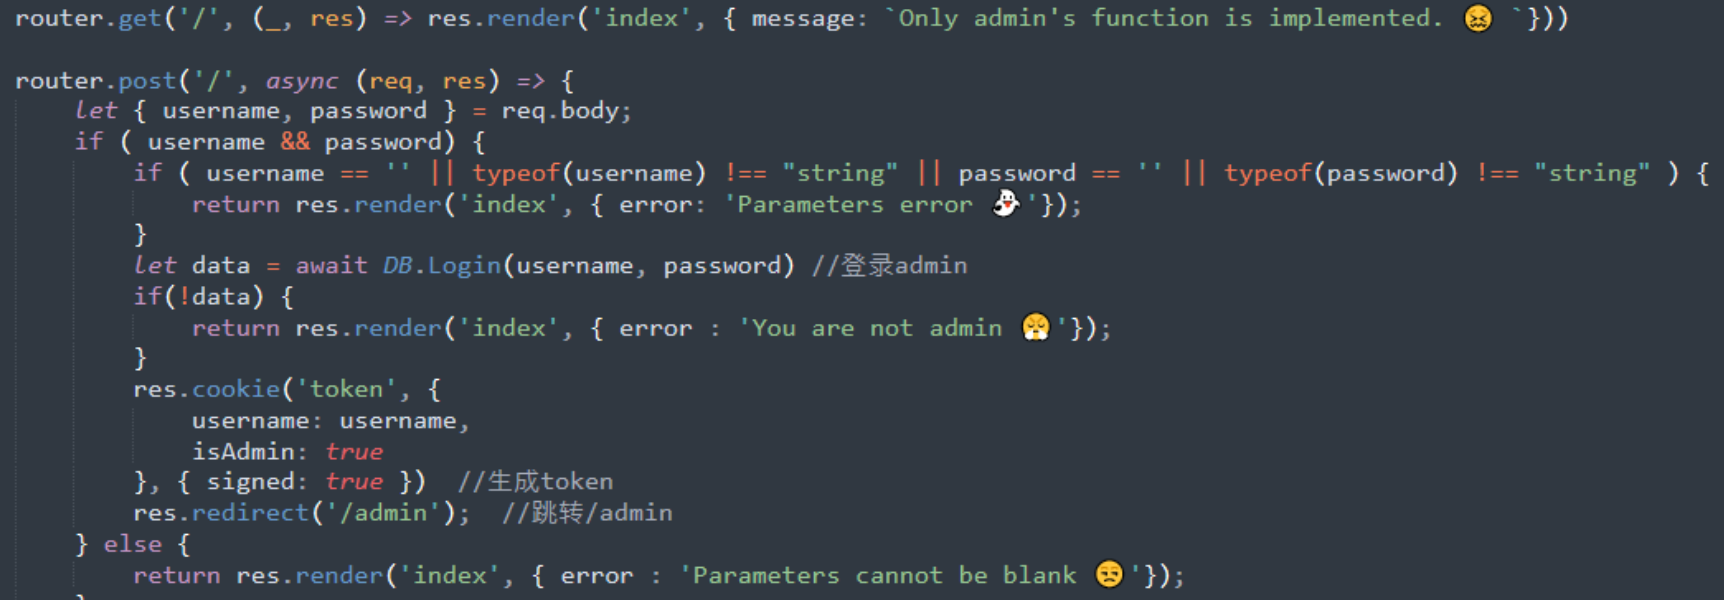 router.get('/', (_, res) => res.render('index', { message: `Only admin's function is implemented. 😖 `}))
router.post('/', async (req, res) => {
    let { username, password } = req.body;
    if ( username && password) {
        if ( username == '' || typeof(username) !== "string" || password == '' || typeof(password) !== "string" ) {
            return res.render('index', { error: 'Parameters error 👻'});
        }
        let data = await DB.Login(username, password) //登录admin
        if(!data) {
            return res.render('index', { error : 'You are not admin 😤'});
        }
        res.cookie('token', {
            username: username,
            isAdmin: true
        }, { signed: true })  //生成token
        res.redirect('/admin');  //跳转/admin
    } else {
        return res.render('index', { error : 'Parameters cannot be blank 😒'});